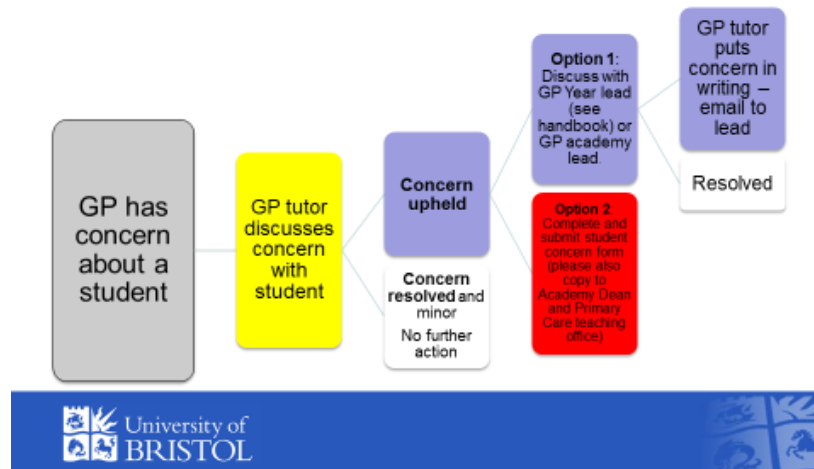 GP has
concern
about a
student
GP tutor
discusses
concern
with
student
Concern
upheld
Concern
resolved and
minor
No further
action
Option 1:
Discuss with
GP Year lead
(see
handbook) or
GP academy
lead.
Option 2:
Complete and
submit student
concern form
(please also
copy to
Academy Dean
and Primary
Care teaching
office)
GP tutor
puts
concern in
writing –
email to
lead
Resolved
University of
BRISTOL